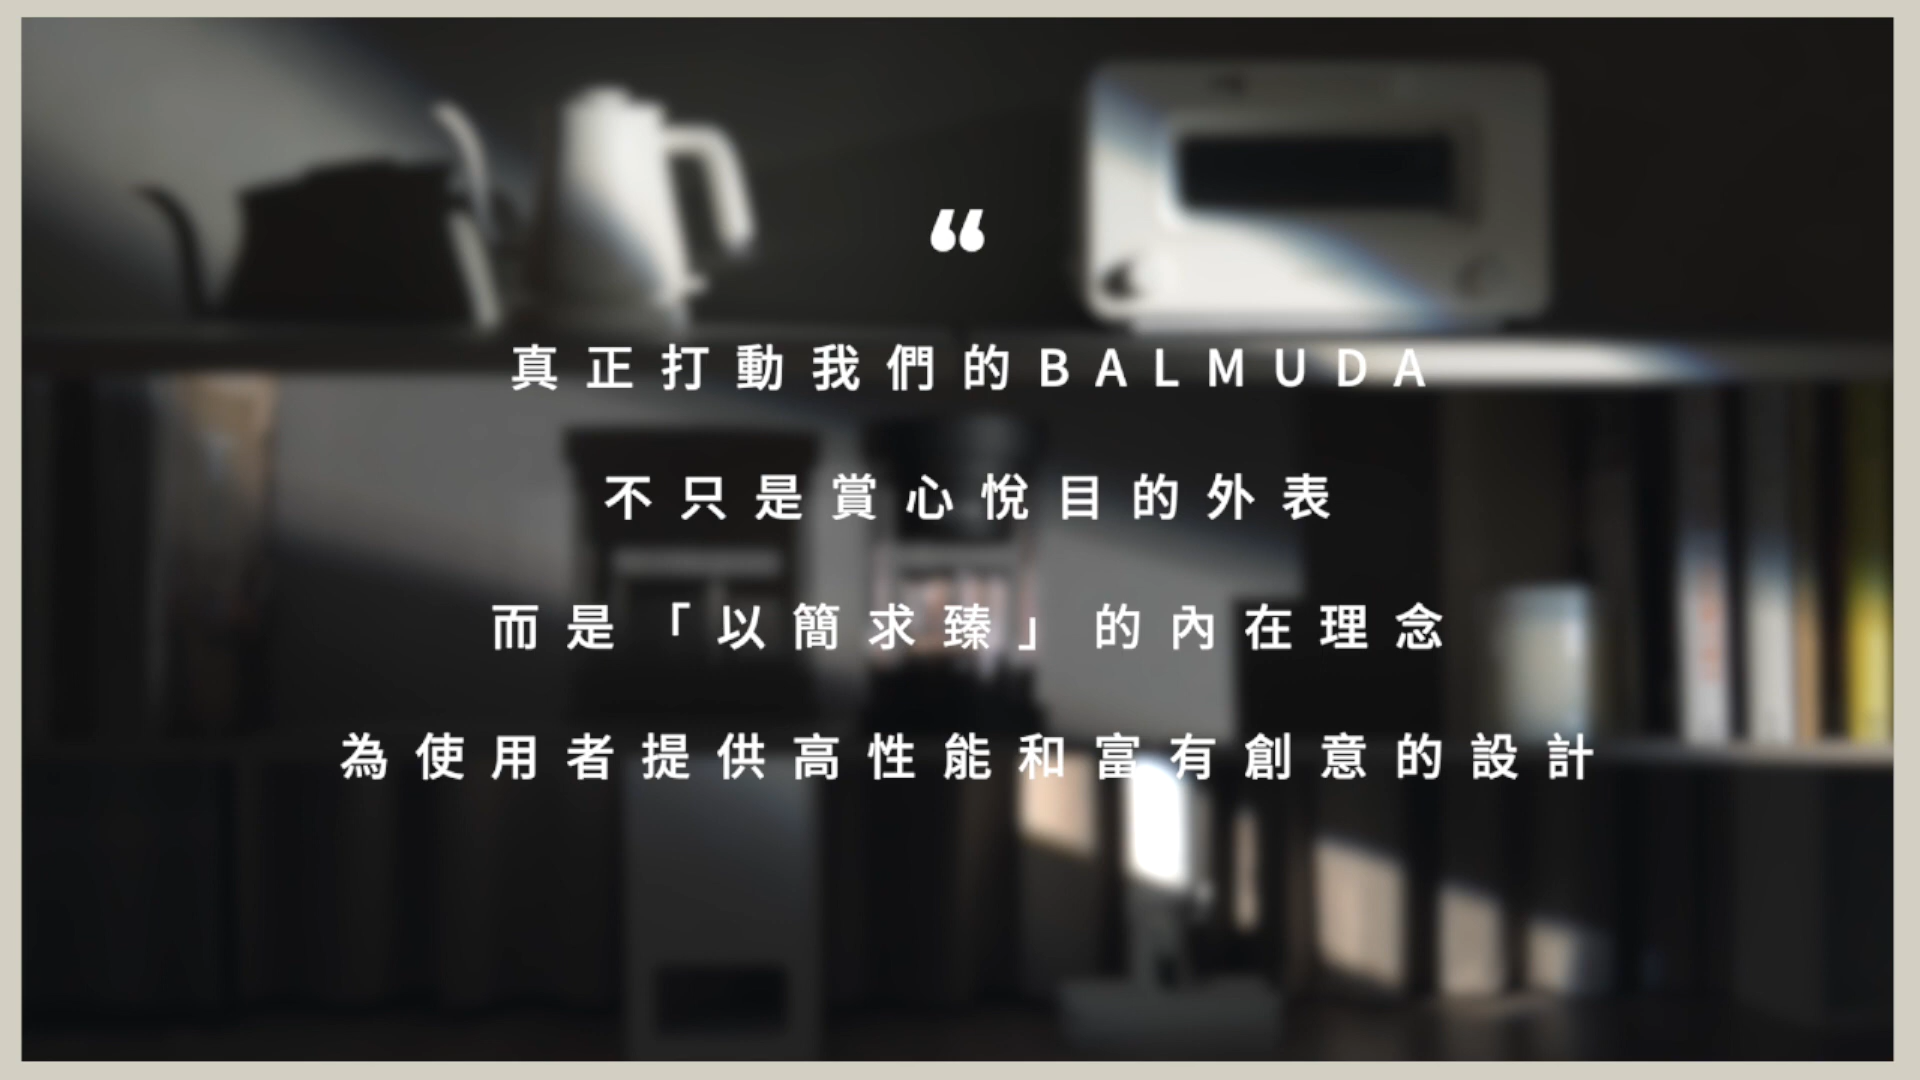 “
真正打動我們的BALMUDA
不只是賞心悅目的外表
而是「以簡求臻」的內在理念
為使用者提供高性能和富有創意的設計